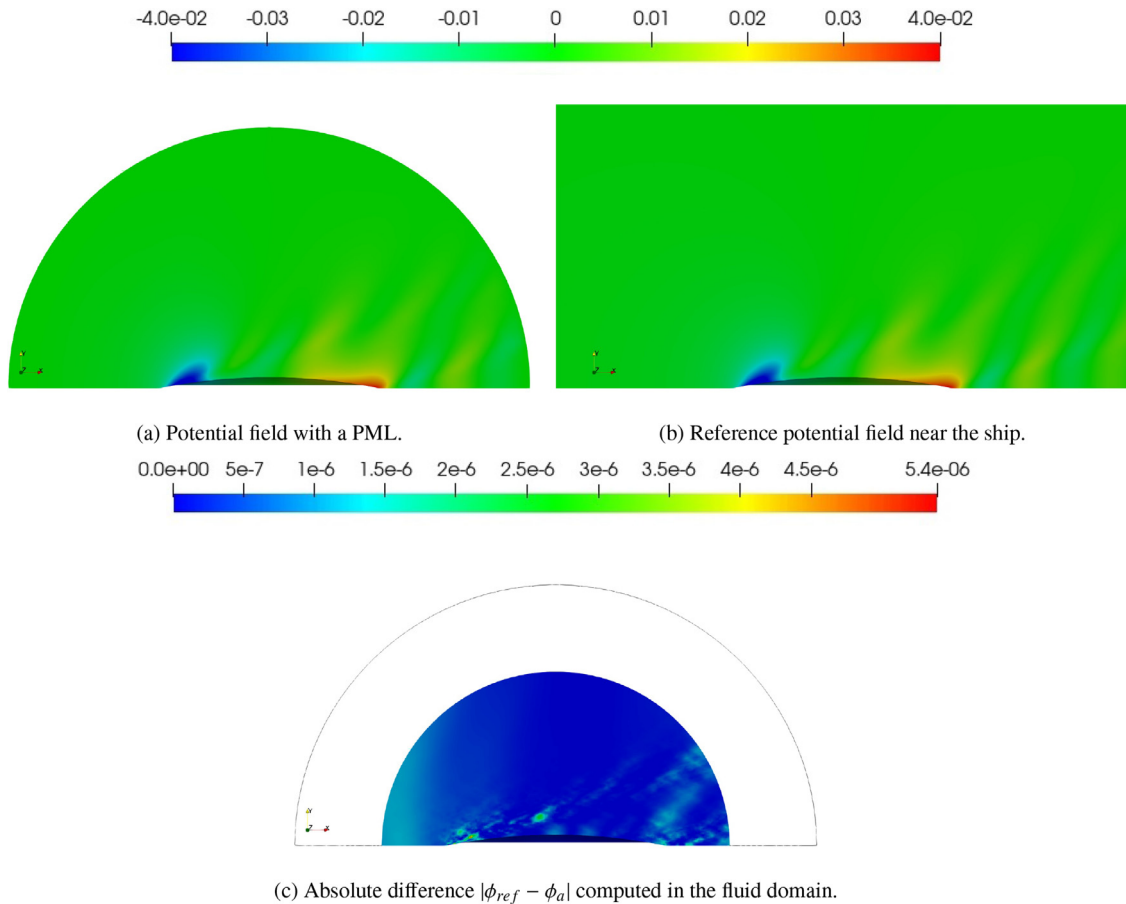 -4.0e-02 -0.03 -0.02 -0.01 0 0.01 0.02 0.03 4.0e-02
Y
Z X
Y
Z X
(a) Potential field with a PML.
(b) Reference potential field near the ship.
0.0e+00 5e-7 1e-6 1.5e-6 2e-6 2.5e-6 3e-6 3.5e-6 4e-6 4.5e-6 5.4e-06
Y
Z X
(c) Absolute difference |ϕ_ref − ϕ_a| computed in the fluid domain.